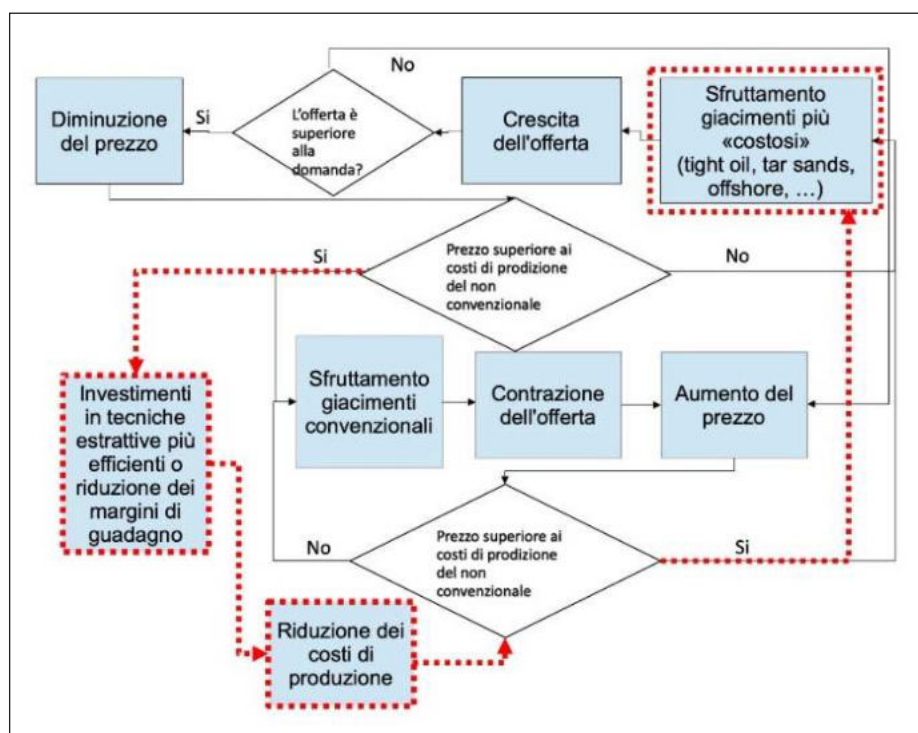 No
Diminuzione
del prezzo
Si
L'offerta è
superiore
alla
domanda?
Crescita
dell'offerta
Sfruttamento
giacimenti più
«costosi»
(tight oil, tar sands,
offshore, …)
Si
Prezzo superiore ai
costi di prodizione
del non
convenzionale
No
Investimenti
in tecniche
estrattive più
efficienti o
riduzione dei
margini di
guadagno
Sfruttamento
giacimenti
convenzionali
Contrazione
dell'offerta
Aumento del
prezzo
No
Prezzo superiore ai
costi di prodizione
del non
convenzionale
Si
Riduzione dei
costi di
produzione